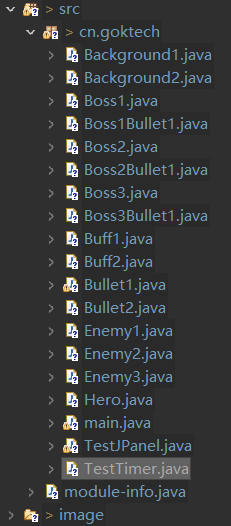 src
cn.goktech
Background1.java
Background2.java
Boss1.java
Boss1Bullet1.java
Boss2.java
Boss2Bullet1.java
Boss3.java
Boss3Bullet1.java
Buff1.java
Buff2.java
Bullet1.java
Bullet2.java
Enemy1.java
Enemy2.java
Enemy3.java
Hero.java
main.java
TestJPanel.java
TestTimer.java
module-info.java
image